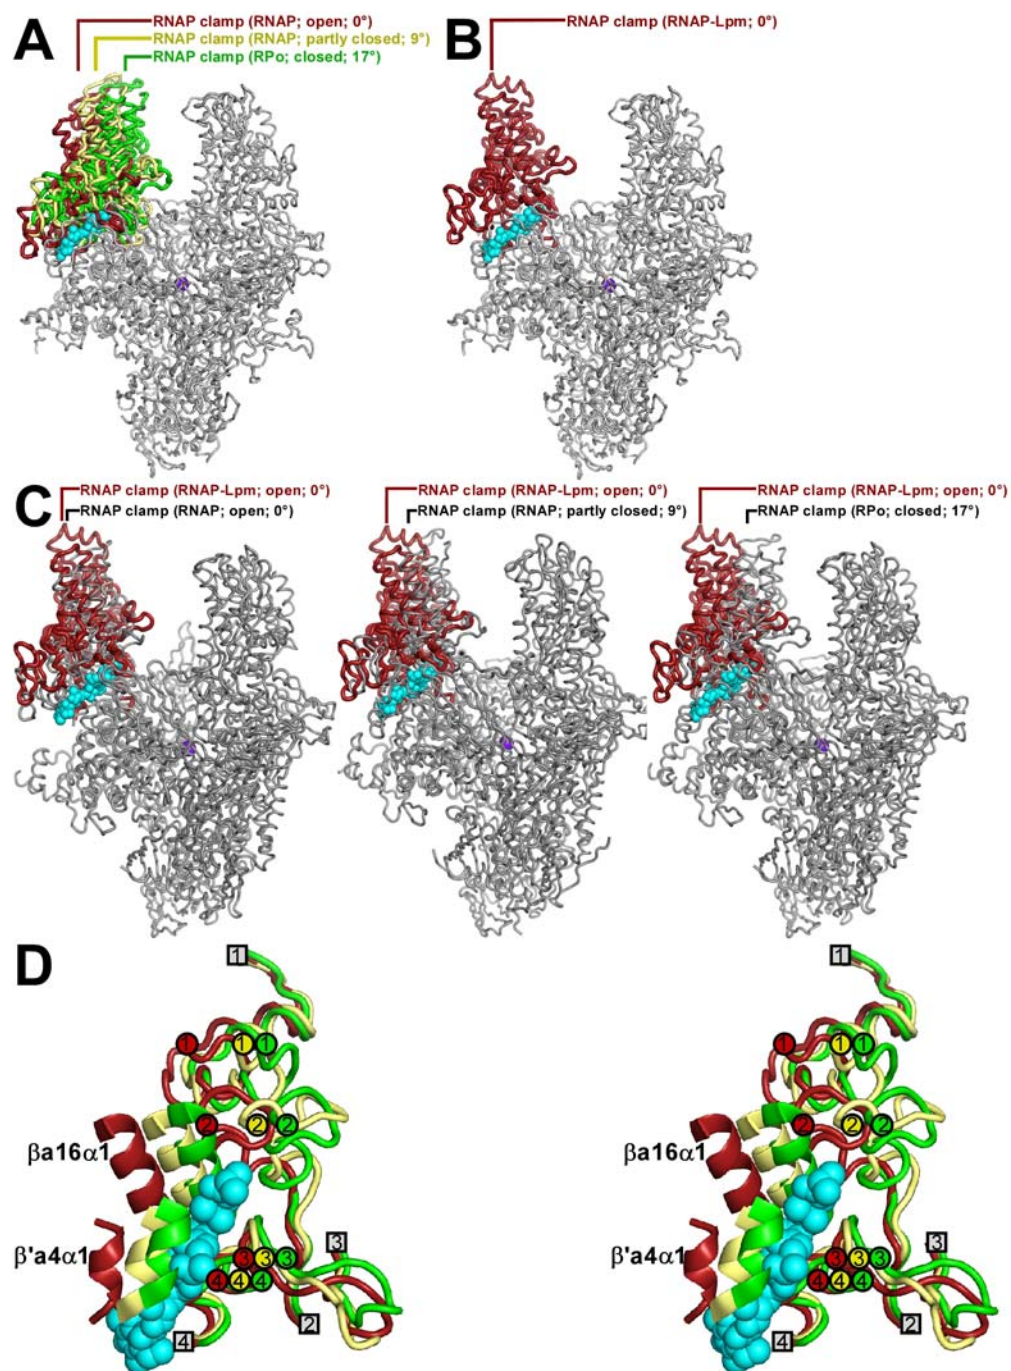 A
RNAP clamp (RNAP; open; 0°)
RNAP clamp (RNAP; partly closed; 9°)
RNAP clamp (RPo; closed; 17°)
B
RNAP clamp (RNAP-Lpm; 0°)
C
RNAP clamp (RNAP-Lpm; open; 0°)
RNAP clamp (RNAP; open; 0°)
RNAP clamp (RNAP-Lpm; open; 0°)
RNAP clamp (RNAP; partly closed; 9°)
RNAP clamp (RNAP-Lpm; open; 0°)
RNAP clamp (RPo; closed; 17°)
D
1
1 1 1
2 2 2
βa16α1
β'a4α1
3
3 3 3
4 4 4
2
4
1
1 1 1
2 2 2
βa16α1
β'a4α1
3
3 3 3
4 4 4
2
4